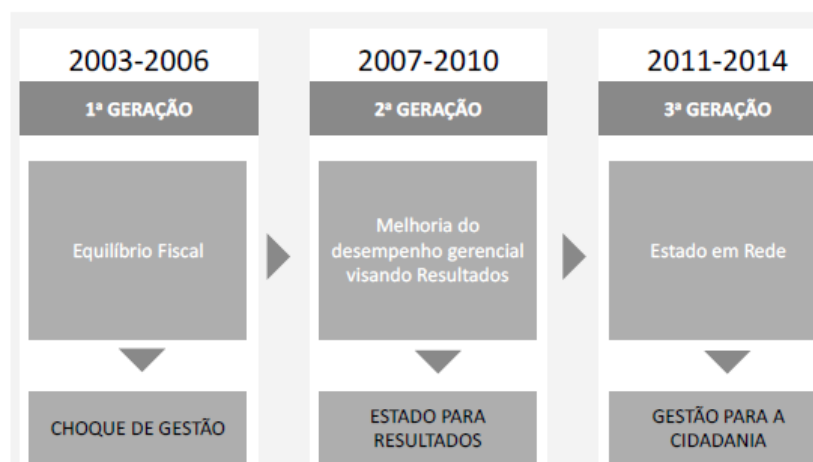 2003-2006
1ª GERAÇÃO
Equilíbrio Fiscal
CHOQUE DE GESTÃO
2007-2010
2ª GERAÇÃO
Melhoria do
desempenho gerencial
visando Resultados
ESTADO PARA
RESULTADOS
2011-2014
3ª GERAÇÃO
Estado em Rede
GESTÃO PARA A
CIDADANIA